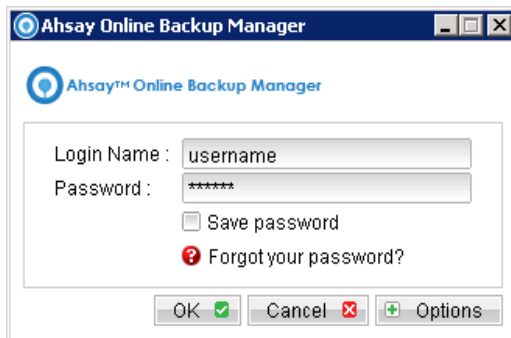 Ahsay Online Backup Manager
Ahsay™ Online Backup Manager
Login Name : username
Password : ******
Save password
Forgot your password?
OK Cancel Options